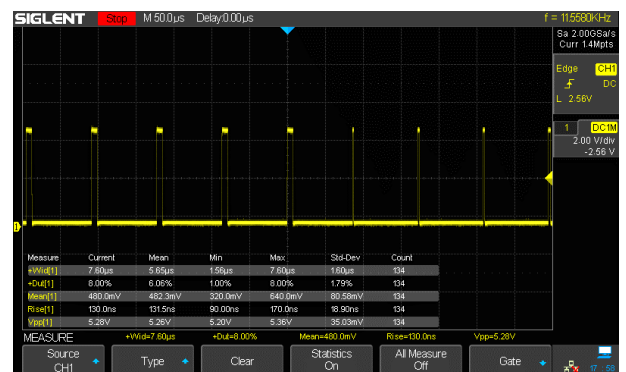 SIGLENT Stop M 50.0µs Delay:0.00µs f = 11.5580KHz
Sa 2.00GSa/s
Curr 1.4Mpts
Edge CH1
DC
L 2.56V
1 DC1M
2.00 V/div
-2.56 V
1
Measure Current Mean Min Max Std-Dev Count
+Wid[1] 7.60µs 5.65µs 1.56µs 7.60µs 1.60µs 134
+Dut[1] 8.00% 6.06% 1.00% 8.00% 1.79% 134
Mean[1] 480.0mV 482.3mV 320.0mV 640.0mV 80.58mV 134
Rise[1] 130.0ns 131.5ns 90.00ns 170.0ns 18.90ns 134
Vpp[1] 5.28V 5.26V 5.20V 5.36V 35.03mV 134
MEASURE +Wid=7.60µs +Dut=8.00% Mean=480.0mV Rise=130.0ns Vpp=5.28V
Source CH1 Type Clear Statistics On All Measure Off Gate
17 : 58